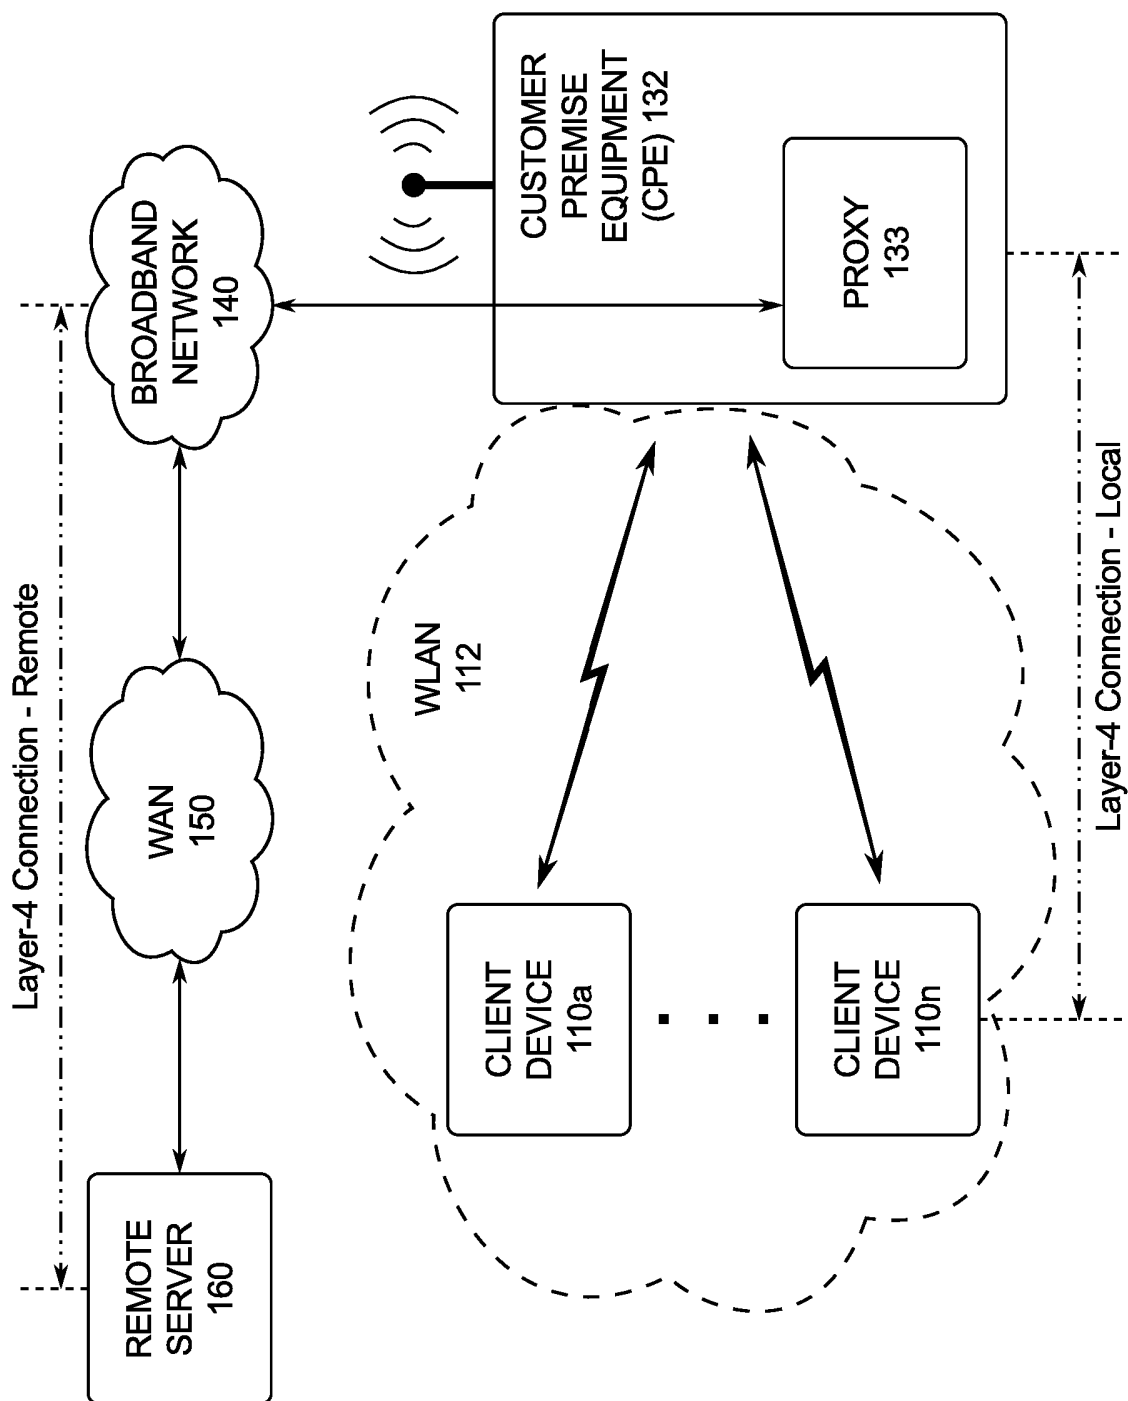 Layer-4 Connection - Remote
REMOTE
SERVER
160
WAN
150
BROADBAND
NETWORK
140
WLAN
112
CLIENT
DEVICE
110a
CLIENT
DEVICE
110n
CUSTOMER
PREMISE
EQUIPMENT
(CPE) 132
PROXY
133
Layer-4 Connection - Local